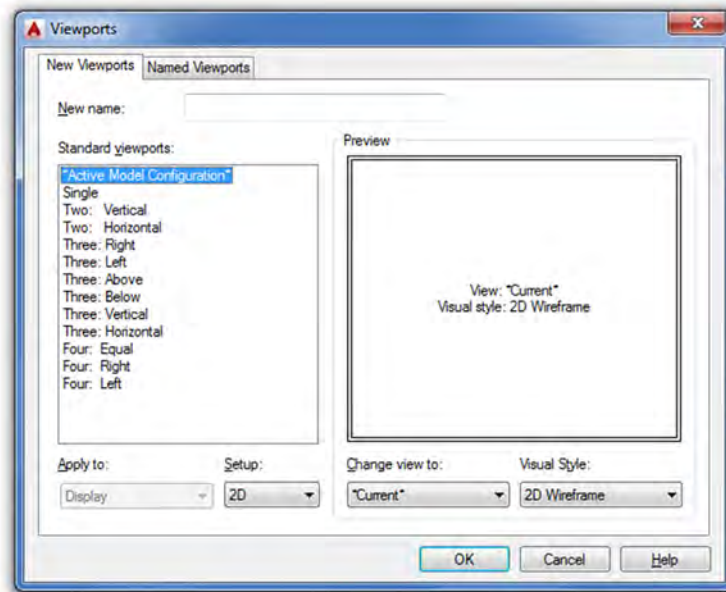 Viewports
New Viewports
Named Viewports
New name:
Standard viewports:
*Active Model Configuration*
Single
Two: Vertical
Two: Horizontal
Three: Right
Three: Left
Three: Above
Three: Below
Three: Vertical
Three: Horizontal
Four: Equal
Four: Right
Four: Left
Apply to:
Display
Setup:
2D
Preview
View: *Current*
Visual style: 2D Wireframe
Change view to:
*Current*
Visual Style:
2D Wireframe
OK
Cancel
Help